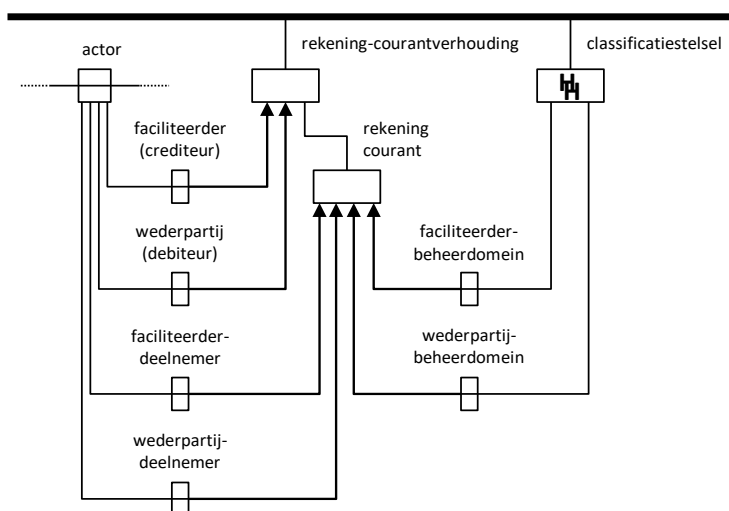 actor
rekening-courantverhouding
classificatiestelsel
faciliteerder
(crediteur)
rekening
courant
wederpartij
(debiteur)
faciliteerder-
beheerdomein
faciliteerder-
deelnemer
wederpartij-
beheerdomein
wederpartij-
deelnemer